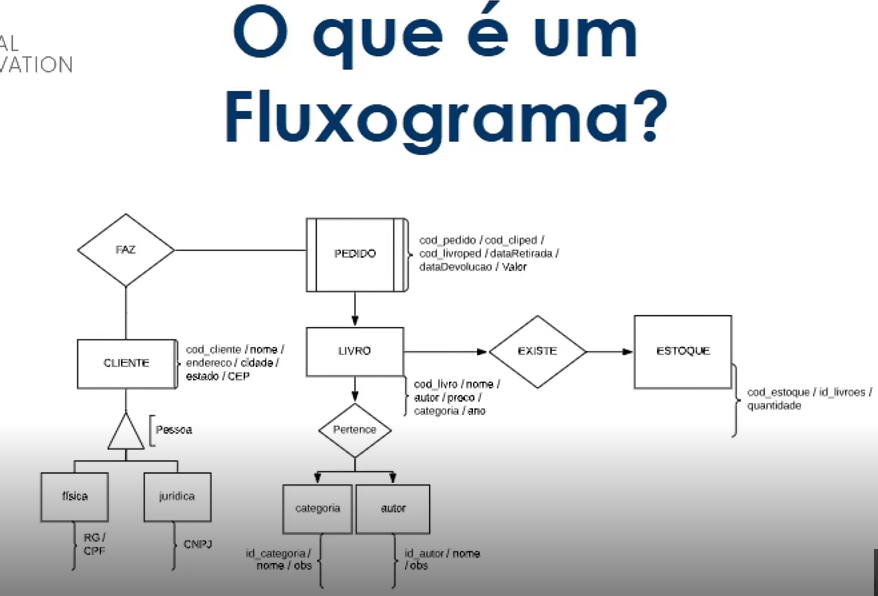 O que é um
Fluxograma?
AL
VATION
FAZ
PEDIDO
cod_pedido / cod_cliped /
cod_livroped / dataRetirada /
dataDevolucao / Valor
CLIENTE
cod_cliente / nome /
endereco / cidade /
estado / CEP
LIVRO
EXISTE
ESTOQUE
cod_livro / nome /
autor / preco /
categoria / ano
cod_estoque / id_livroes /
quantidade
Pessoa
Pertence
física
jurídica
categoria
autor
RG /
CPF
CNPJ
id_categoria /
nome / obs
id_autor / nome
/ obs